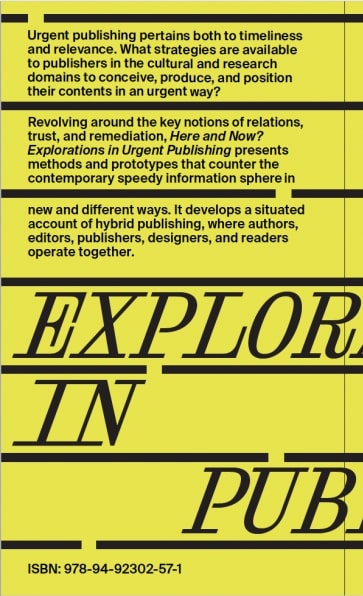 Urgent publishing pertains both to timeliness
and relevance. What strategies are available
to publishers in the cultural and research
domains to conceive, produce, and position
their contents in an urgent way?
Revolving around the key notions of relations,
trust, and remediation, Here and Now?
Explorations in Urgent Publishing presents
methods and prototypes that counter the
contemporary speedy information sphere in
new and different ways. It develops a situated
account of hybrid publishing, where authors,
editors, publishers, designers, and readers
operate together.
EXPLORA
IN
PUBL
ISBN: 978-94-92302-57-1